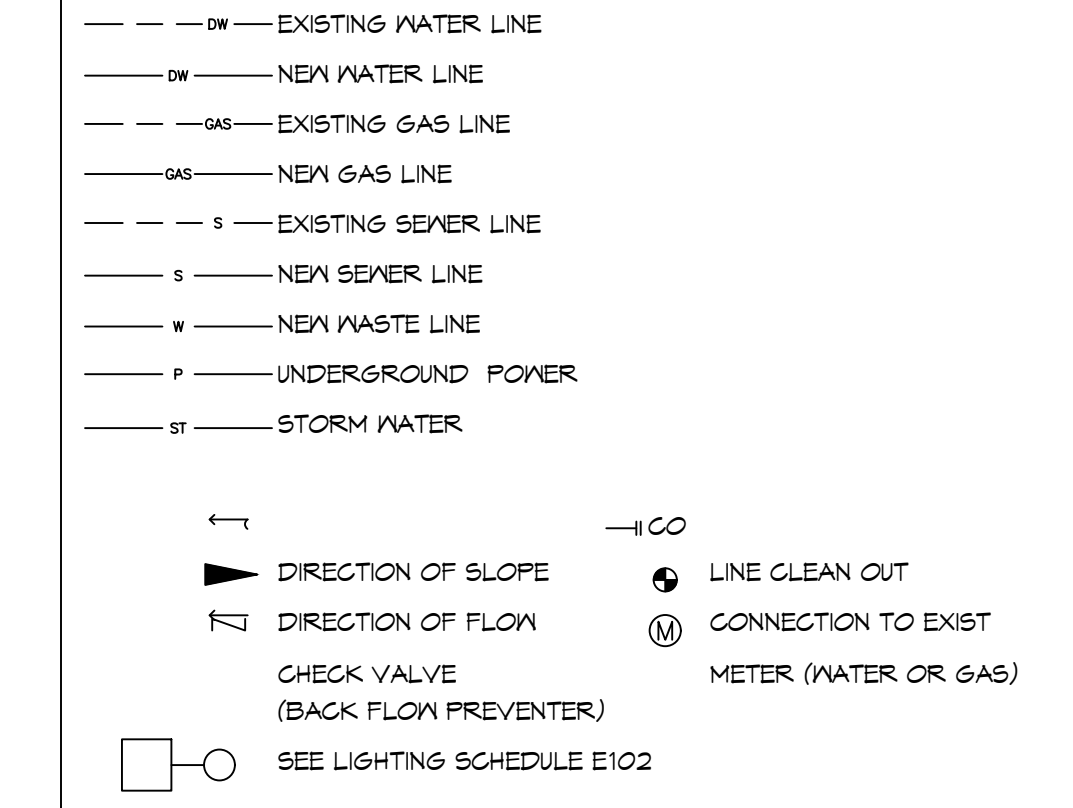 DW EXISTING WATER LINE
DW NEW WATER LINE
GAS EXISTING GAS LINE
GAS NEW GAS LINE
S EXISTING SEWER LINE
S NEW SEWER LINE
W NEW WASTE LINE
P UNDERGROUND POWER
ST STORM WATER
CO
DIRECTION OF SLOPE
LINE CLEAN OUT
DIRECTION OF FLOW
M CONNECTION TO EXIST
CHECK VALVE
METER (WATER OR GAS)
(BACK FLOW PREVENTER)
SEE LIGHTING SCHEDULE E102